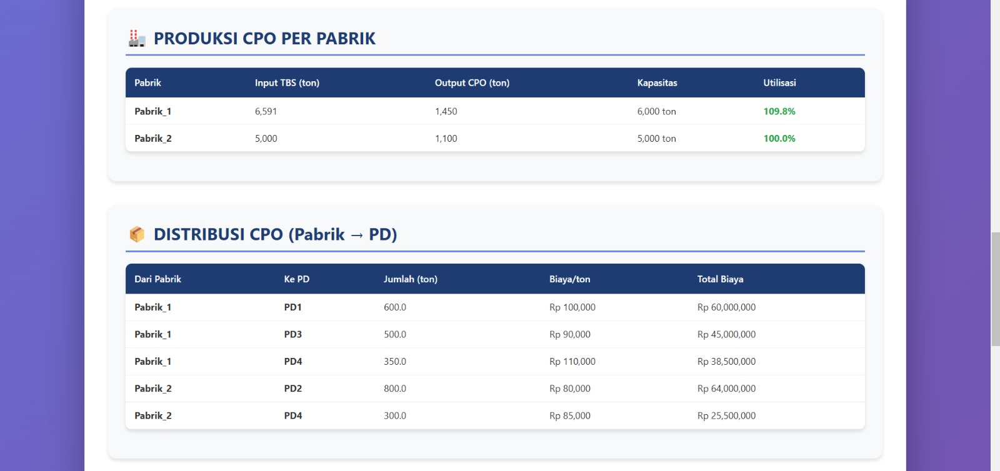 PRODUKSI CPO PER PABRIK
Pabrik Input TBS (ton) Output CPO (ton) Kapasitas Utilisasi
Pabrik_1 6,591 1,450 6,000 ton 109.8%
Pabrik_2 5,000 1,100 5,000 ton 100.0%
DISTRIBUSI CPO (Pabrik → PD)
Dari Pabrik Ke PD Jumlah (ton) Biaya/ton Total Biaya
Pabrik_1 PD1 600.0 Rp 100,000 Rp 60,000,000
Pabrik_1 PD3 500.0 Rp 90,000 Rp 45,000,000
Pabrik_1 PD4 350.0 Rp 110,000 Rp 38,500,000
Pabrik_2 PD2 800.0 Rp 80,000 Rp 64,000,000
Pabrik_2 PD4 300.0 Rp 85,000 Rp 25,500,000